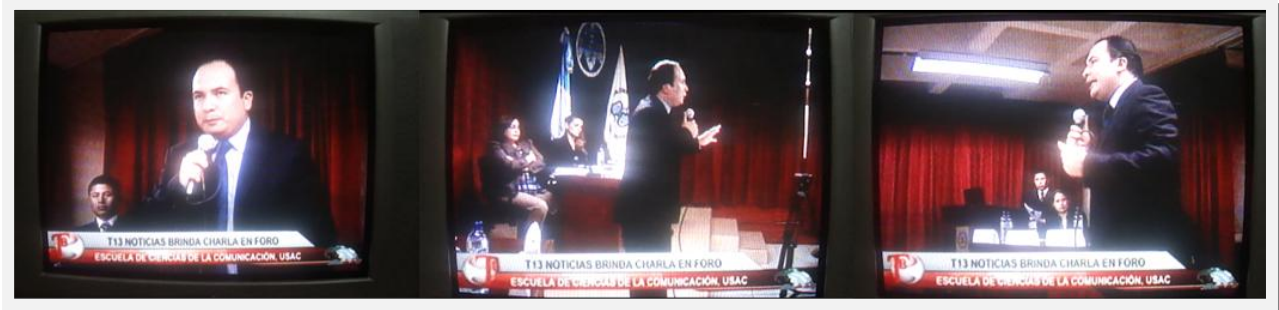 T13 NOTICIAS BRINDA CHARLA EN FORO
ESCUELA DE CIENCIAS DE LA COMUNICACIÓN, USAC
T13 NOTICIAS BRINDA CHARLA EN FORO
ESCUELA DE CIENCIAS DE LA COMUNICACIÓN, USAC
T13 NOTICIAS BRINDA CHARLA EN FORO
ESCUELA DE CIENCIAS DE LA COMUNICACIÓN, USAC